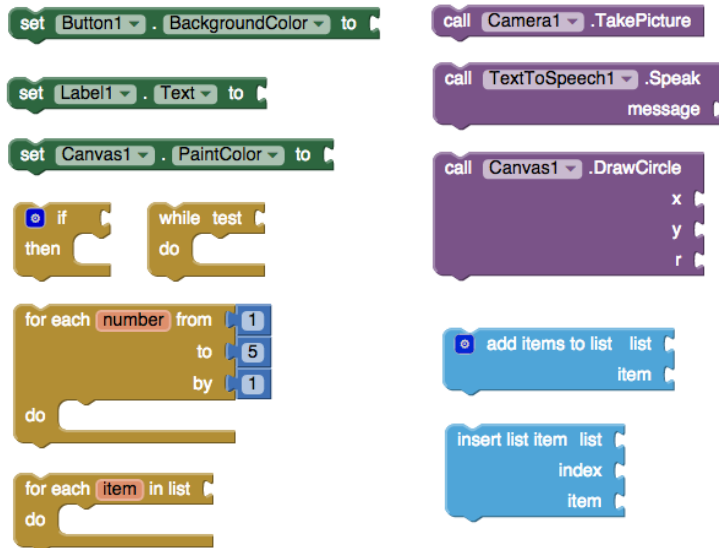 set Button1 . BackgroundColor to
set Label1 . Text to
set Canvas1 . PaintColor to
if
then
while test
do
for each number from 1
to 5
by 1
do
for each item in list
do
call Camera1 .TakePicture
call TextToSpeech1 .Speak
message
call Canvas1 .DrawCircle
x
y
r
add items to list list
item
insert list item list
index
item